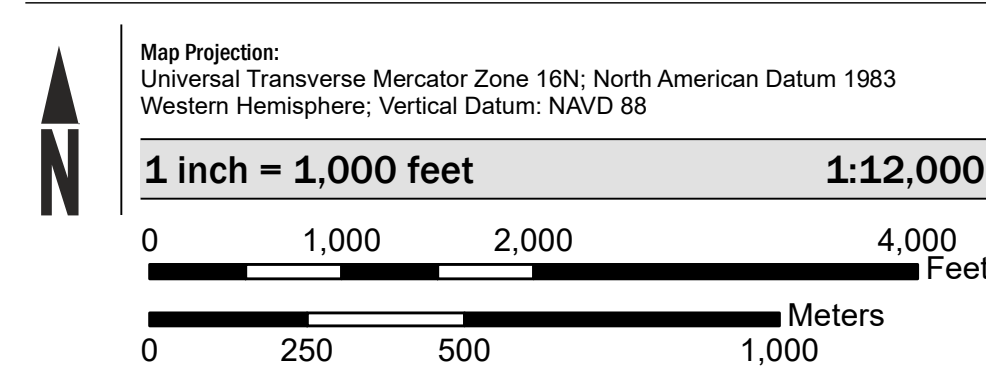 Map Projection:
Universal Transverse Mercator Zone 16N; North American Datum 1983
Western Hemisphere; Vertical Datum: NAVD 88
N
1 inch = 1,000 feet 1:12,000
0 1,000 2,000 4,000
Feet
Meters
0 250 500 1,000